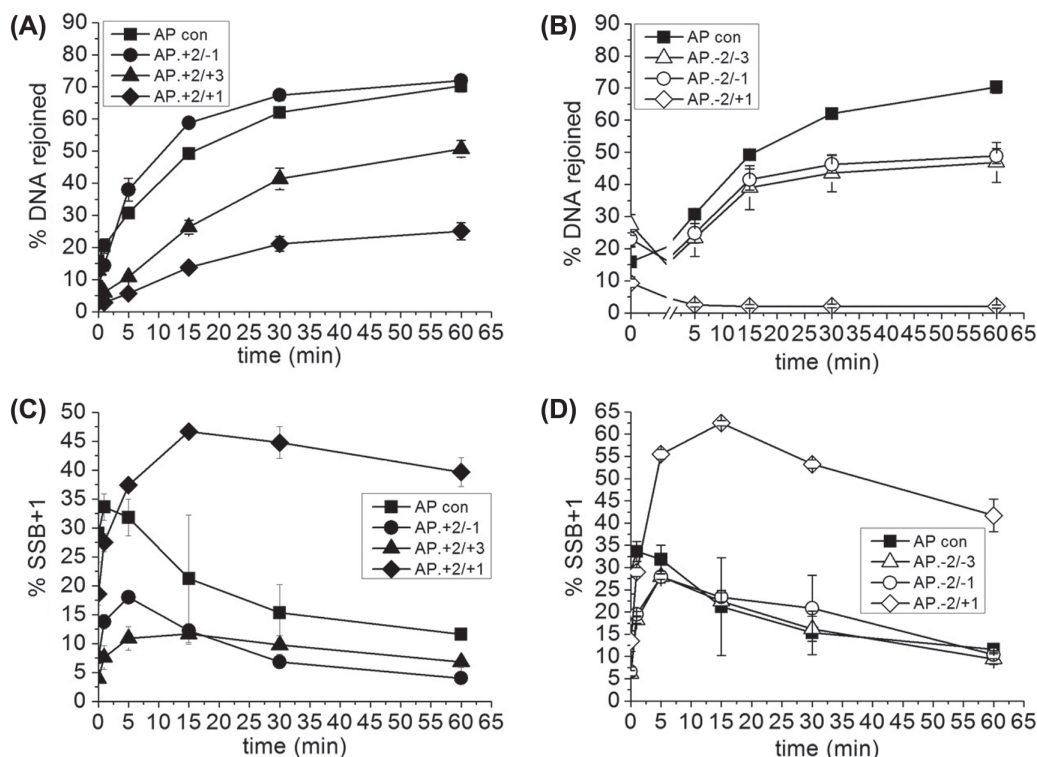 (A)
% DNA rejoined
90
80
70
60
50
40
30
20
10
0
AP con
AP.+2/-1
AP.+2/+3
AP.+2/+1
0 5 10 15 20 25 30 35 40 45 50 55 60 65
time (min)
(B)
% DNA rejoined
90
80
70
60
50
40
30
20
10
0
AP con
AP.-2/-3
AP.-2/-1
AP.-2/+1
0 5 10 15 20 25 30 35 40 45 50 55 60 65
time (min)
(C)
% SSB+1
50
45
40
35
30
25
20
15
10
5
0
AP con
AP.+2/-1
AP.+2/+3
AP.+2/+1
0 5 10 15 20 25 30 35 40 45 50 55 60 65
time (min)
(D)
% SSB+1
65
60
55
50
45
40
35
30
25
20
15
10
5
0
AP con
AP.-2/-3
AP.-2/-1
AP.-2/+1
0 5 10 15 20 25 30 35 40 45 50 55 60 65
time (min)